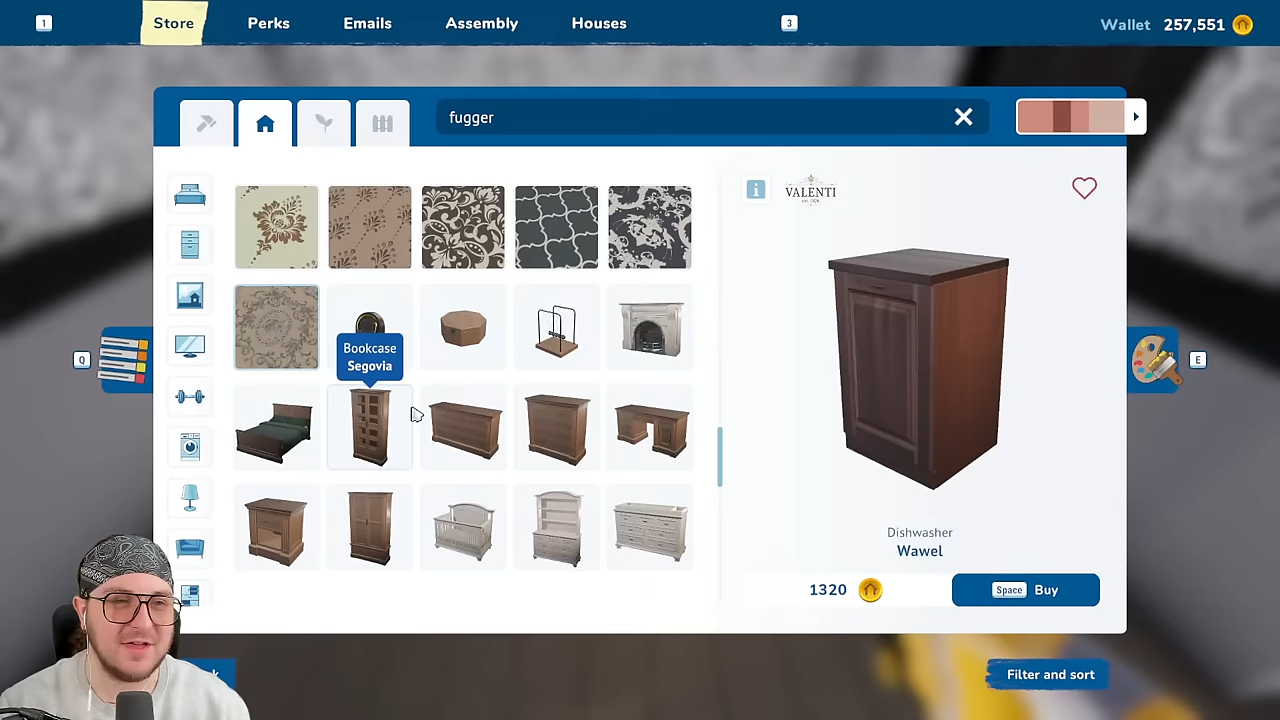 1
Store
Perks
Emails
Assembly
Houses
3
Wallet 257,551
fugger
i
VALENTI
Q
E
Bookcase
Segovia
Dishwasher
Wawel
1320
Space Buy
k
Filter and sort